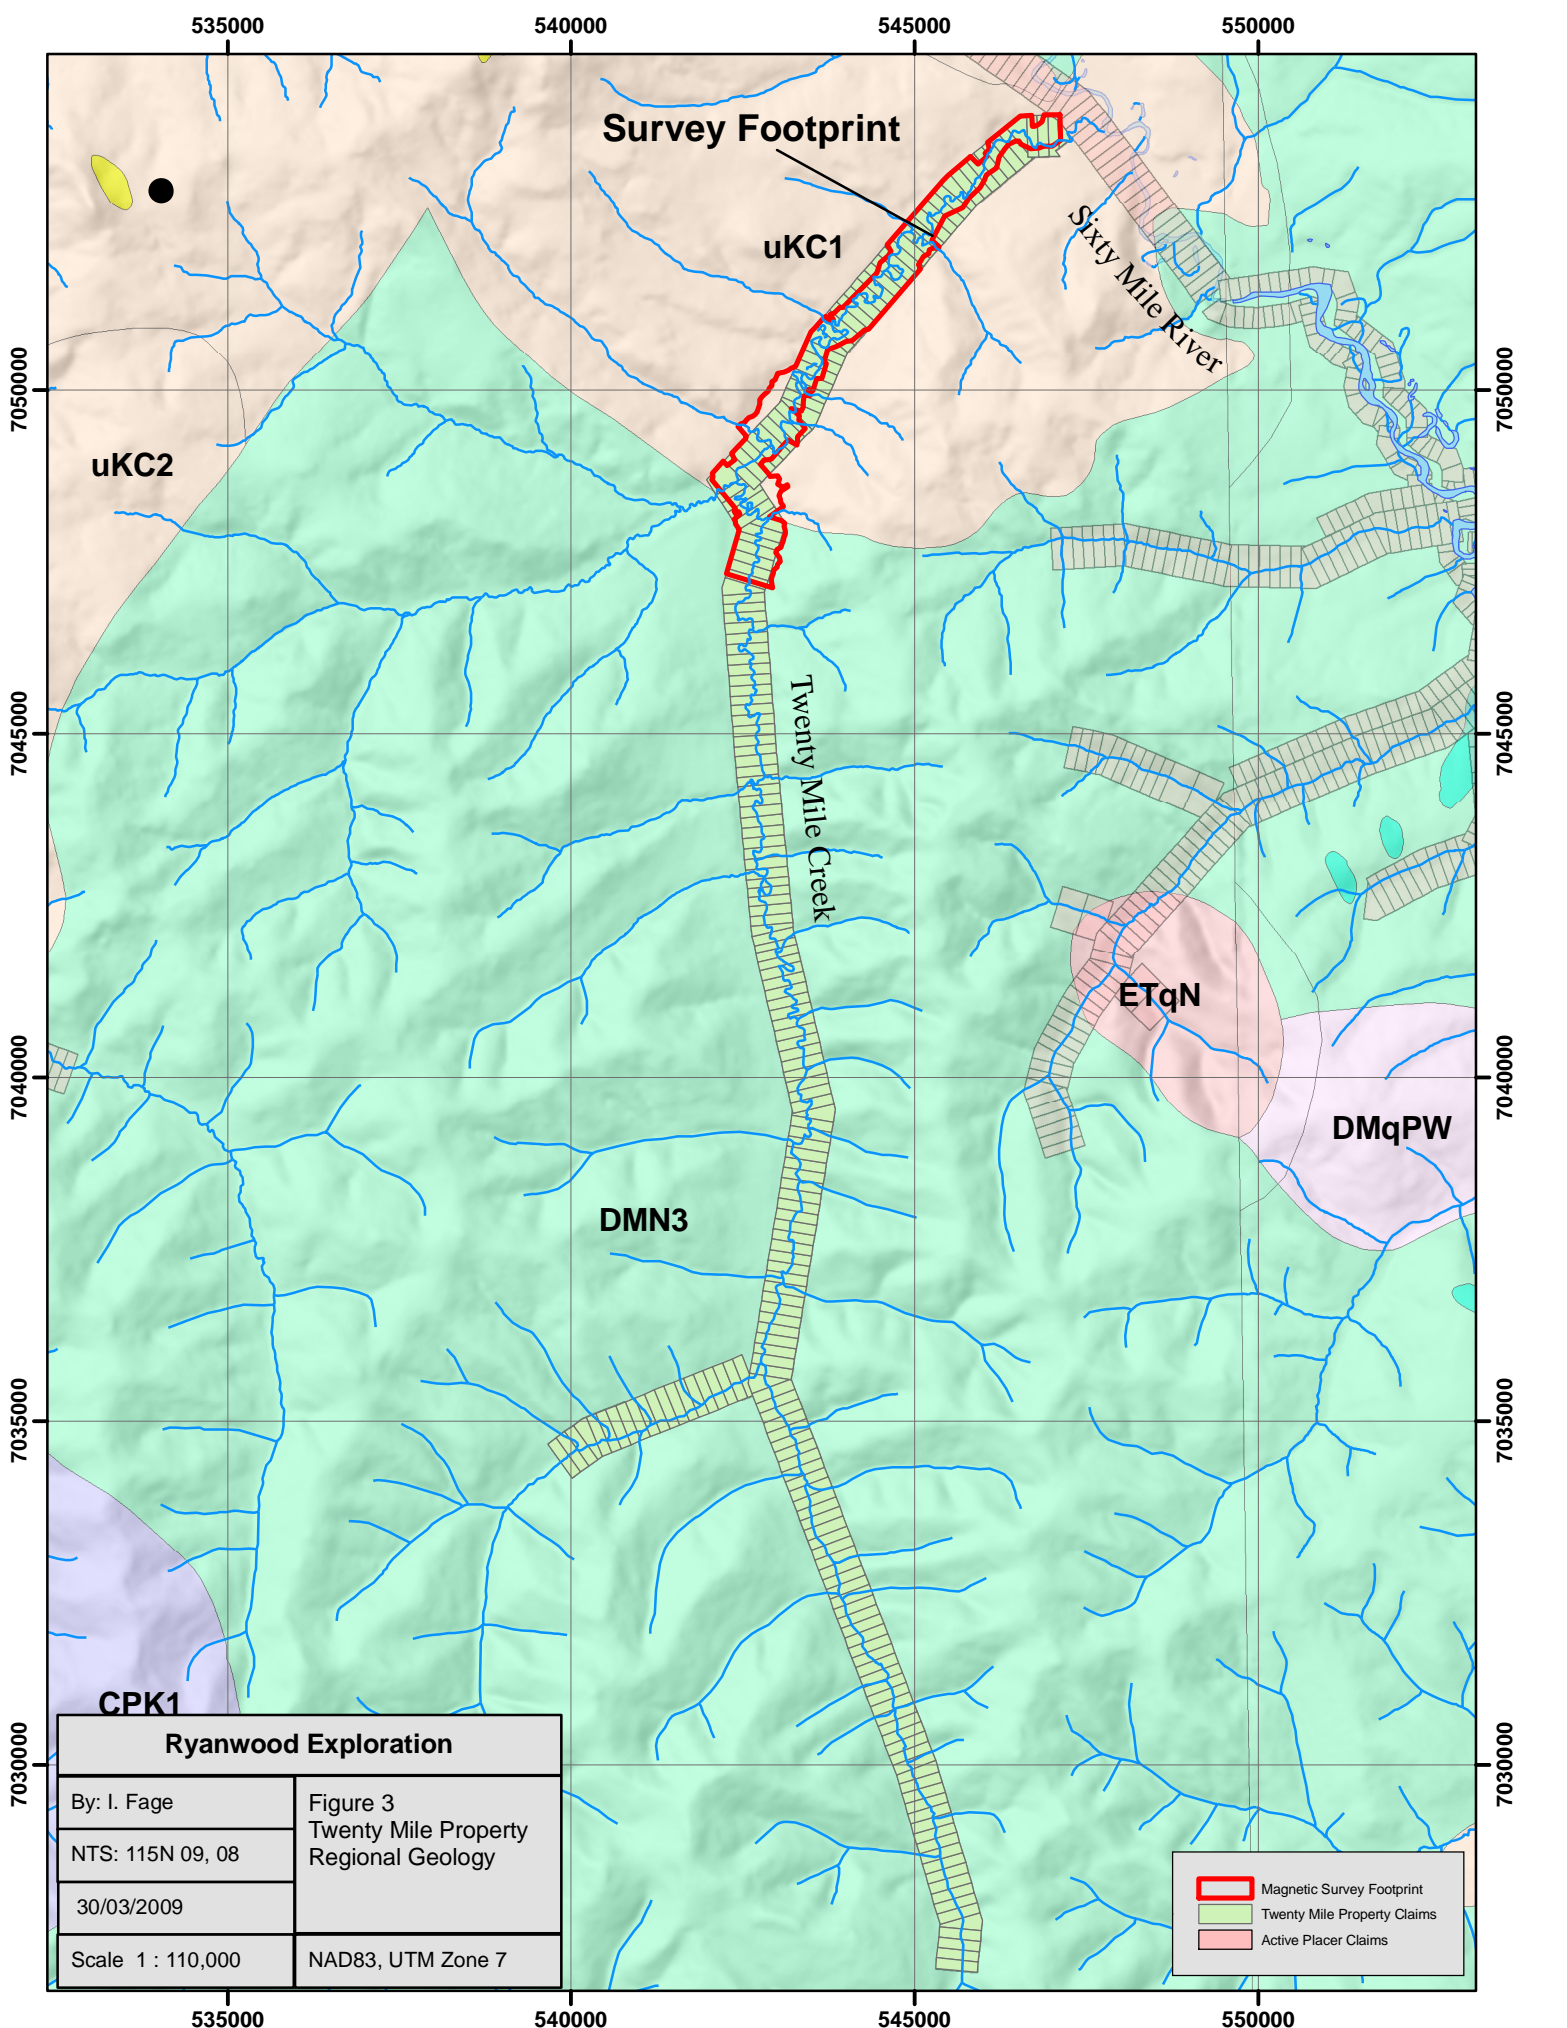 535000
540000
545000
550000
Survey Footprint
uKC1
Sixty Mile River
7050000
7050000
uKC2
Twenty Mile Creek
7045000
7045000
ETqN
7040000
7040000
DMqPW
DMN3
7035000
7035000
CPK1
Ryanwood Exploration
By: I. Fage
Figure 3
Twenty Mile Property
Regional Geology
NTS: 115N 09, 08
30/03/2009
Scale 1 : 110,000
NAD83, UTM Zone 7
7030000
7030000
Magnetic Survey Footprint
Twenty Mile Property Claims
Active Placer Claims
535000
540000
545000
550000